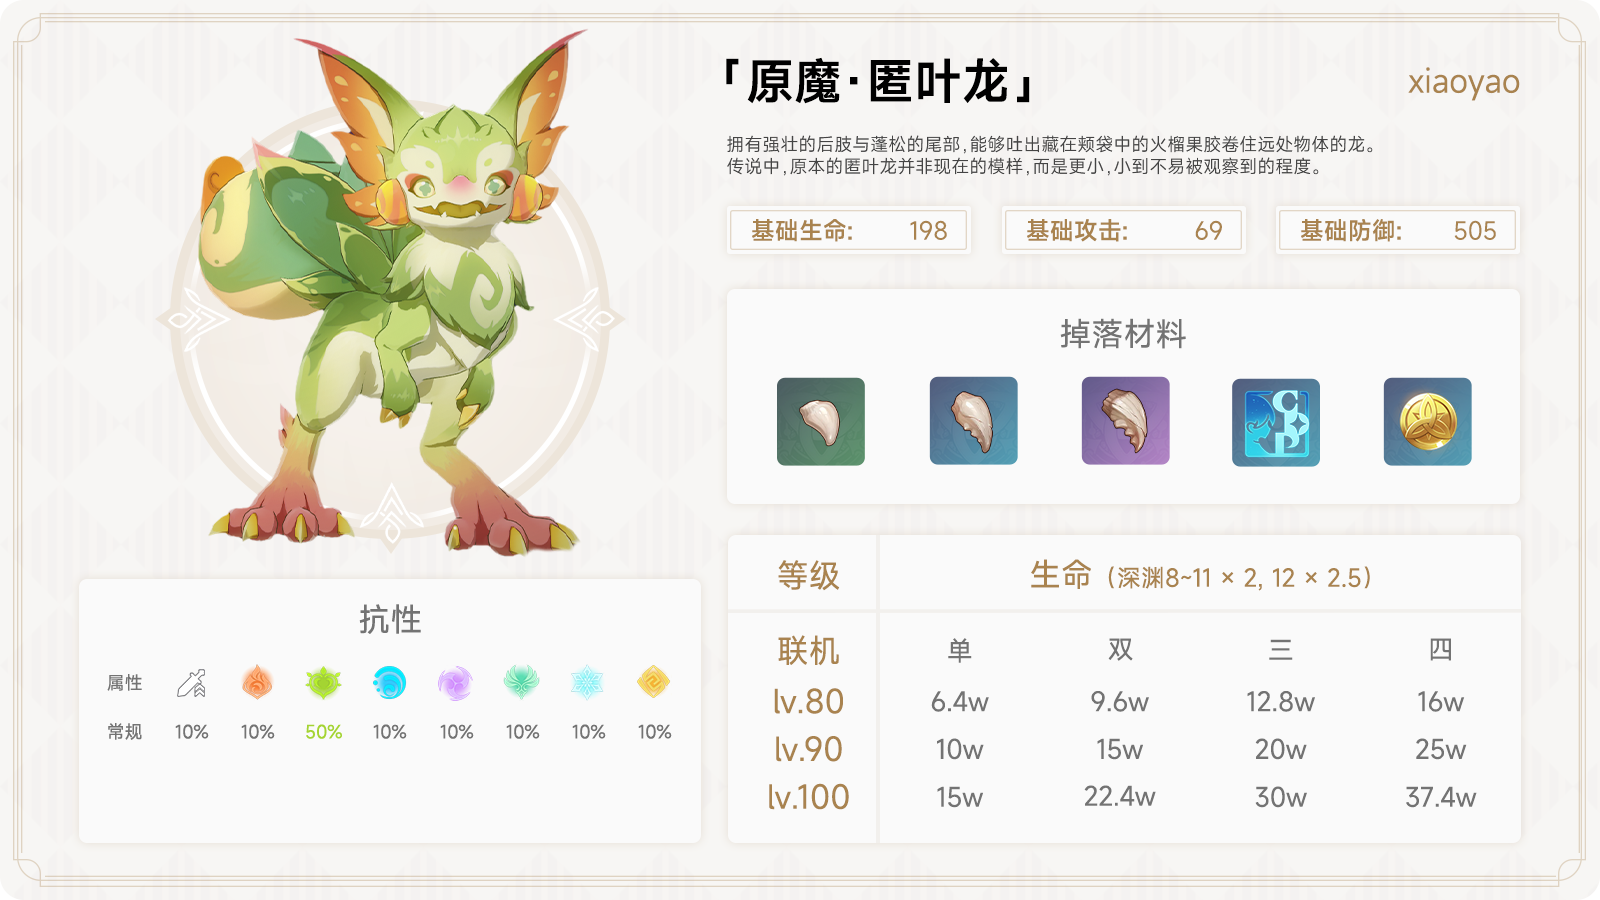 「原魔·匿叶龙」
xiaoyao
拥有强壮的后肢与蓬松的尾部,能够吐出藏在颊袋中的火榴果胶卷住远处物体的龙。
传说中,原本的匿叶龙并非现在的模样,而是更小,小到不易被观察到的程度。
基础生命: 198
基础攻击: 69
基础防御: 505
掉落材料
抗性
属性
常规 10% 10% 50% 10% 10% 10% 10% 10%
等级 生命（深渊8~11 × 2, 12 × 2.5）
联机 单 双 三 四
lv.80 6.4w 9.6w 12.8w 16w
lv.90 10w 15w 20w 25w
lv.100 15w 22.4w 30w 37.4w